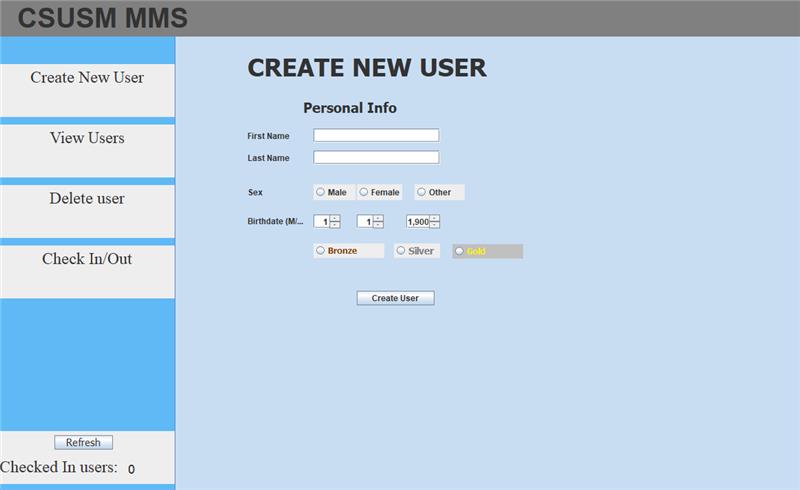 CSUSM MMS
Create New User
View Users
Delete user
Check In/Out
Refresh
Checked In users: 0
CREATE NEW USER
Personal Info
First Name
Last Name
Sex Male Female Other
Birthdate (M/... 1 1 1,900
Bronze Silver Gold
Create User